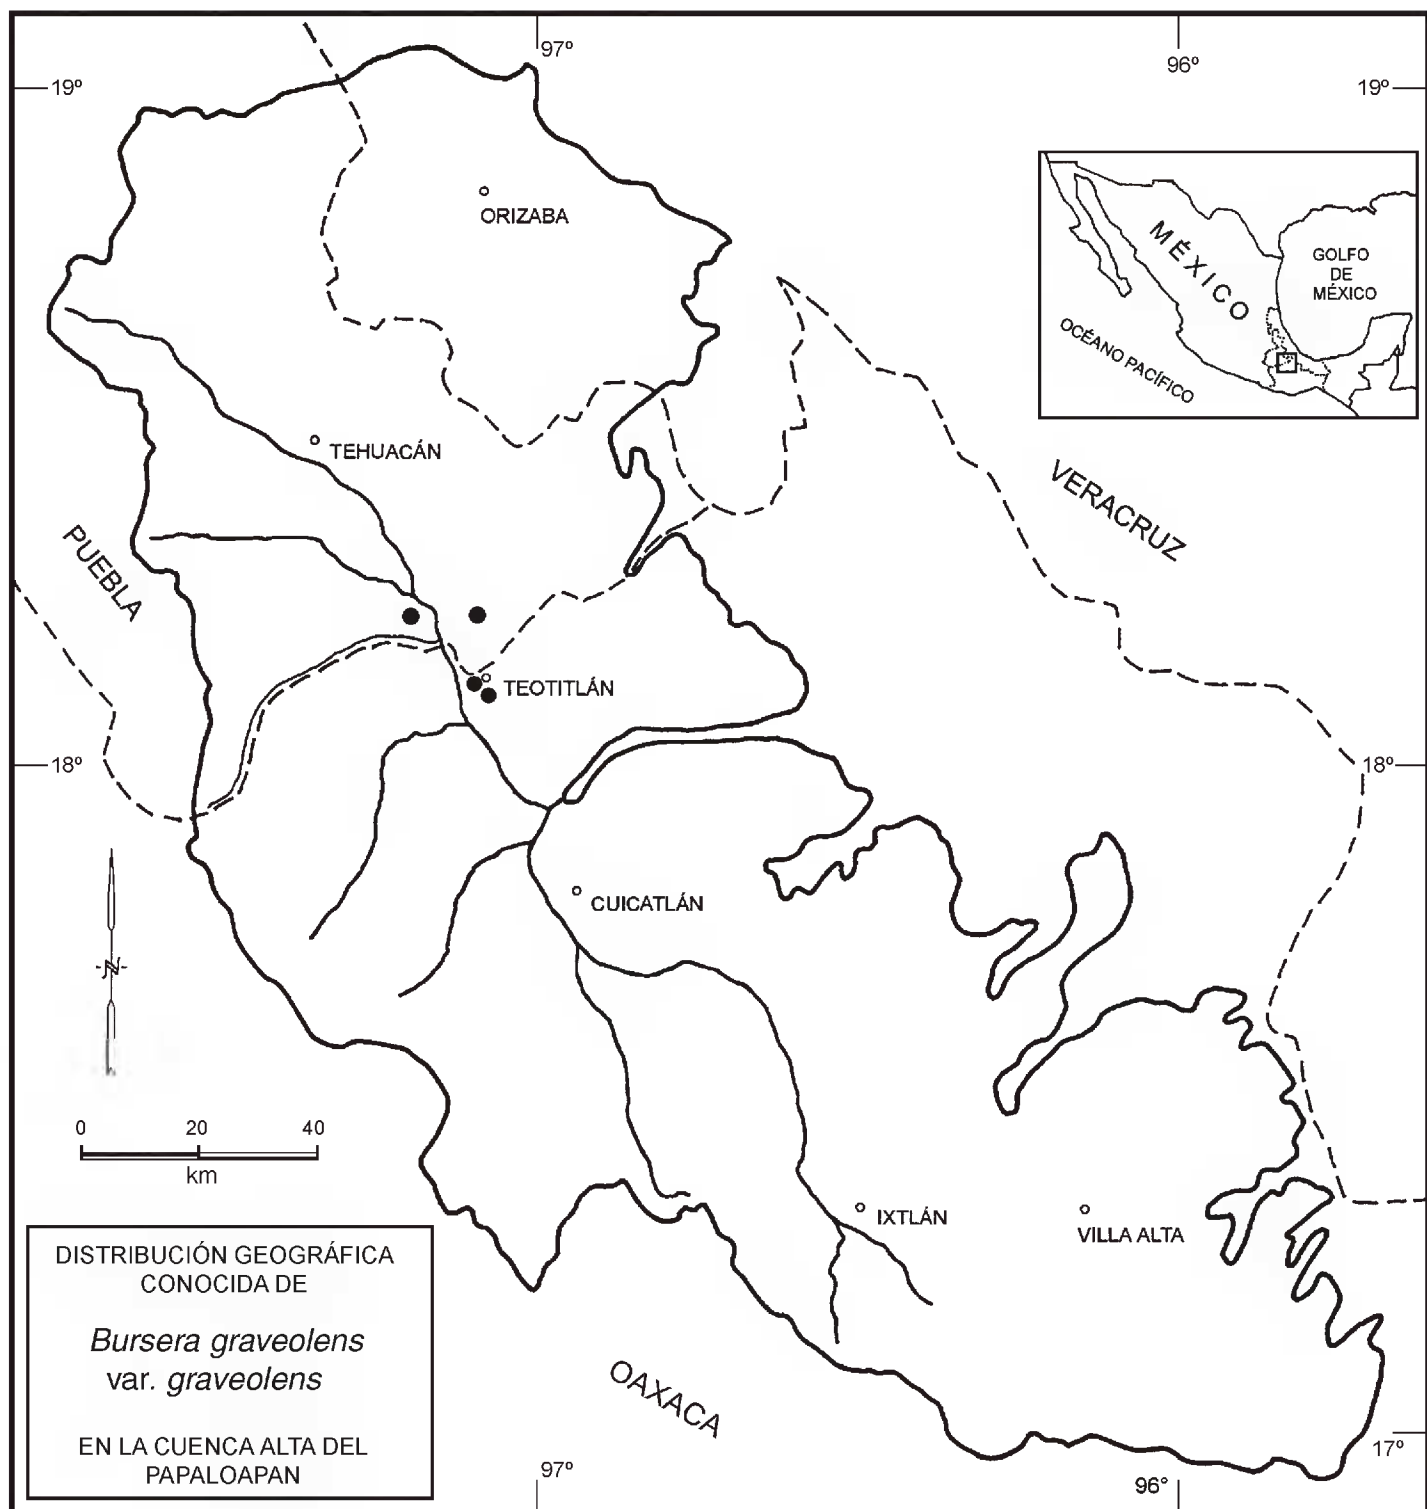 97º
96º
19º
19º
ORIZABA
MÉXICO
GOLFO
DE
MÉXICO
OCÉANO PACÍFICO
TEHUACÁN
VERACRUZ
PUEBLA
TEOTITLÁN
18º
18º
CUICATLÁN
N
0 20 40
km
IXTLÁN
VILLA ALTA
DISTRIBUCIÓN GEOGRÁFICA
CONOCIDA DE
Bursera graveolens
var. graveolens
EN LA CUENCA ALTA DEL
PAPALOAPAN
OAXACA
17º
97º
96°